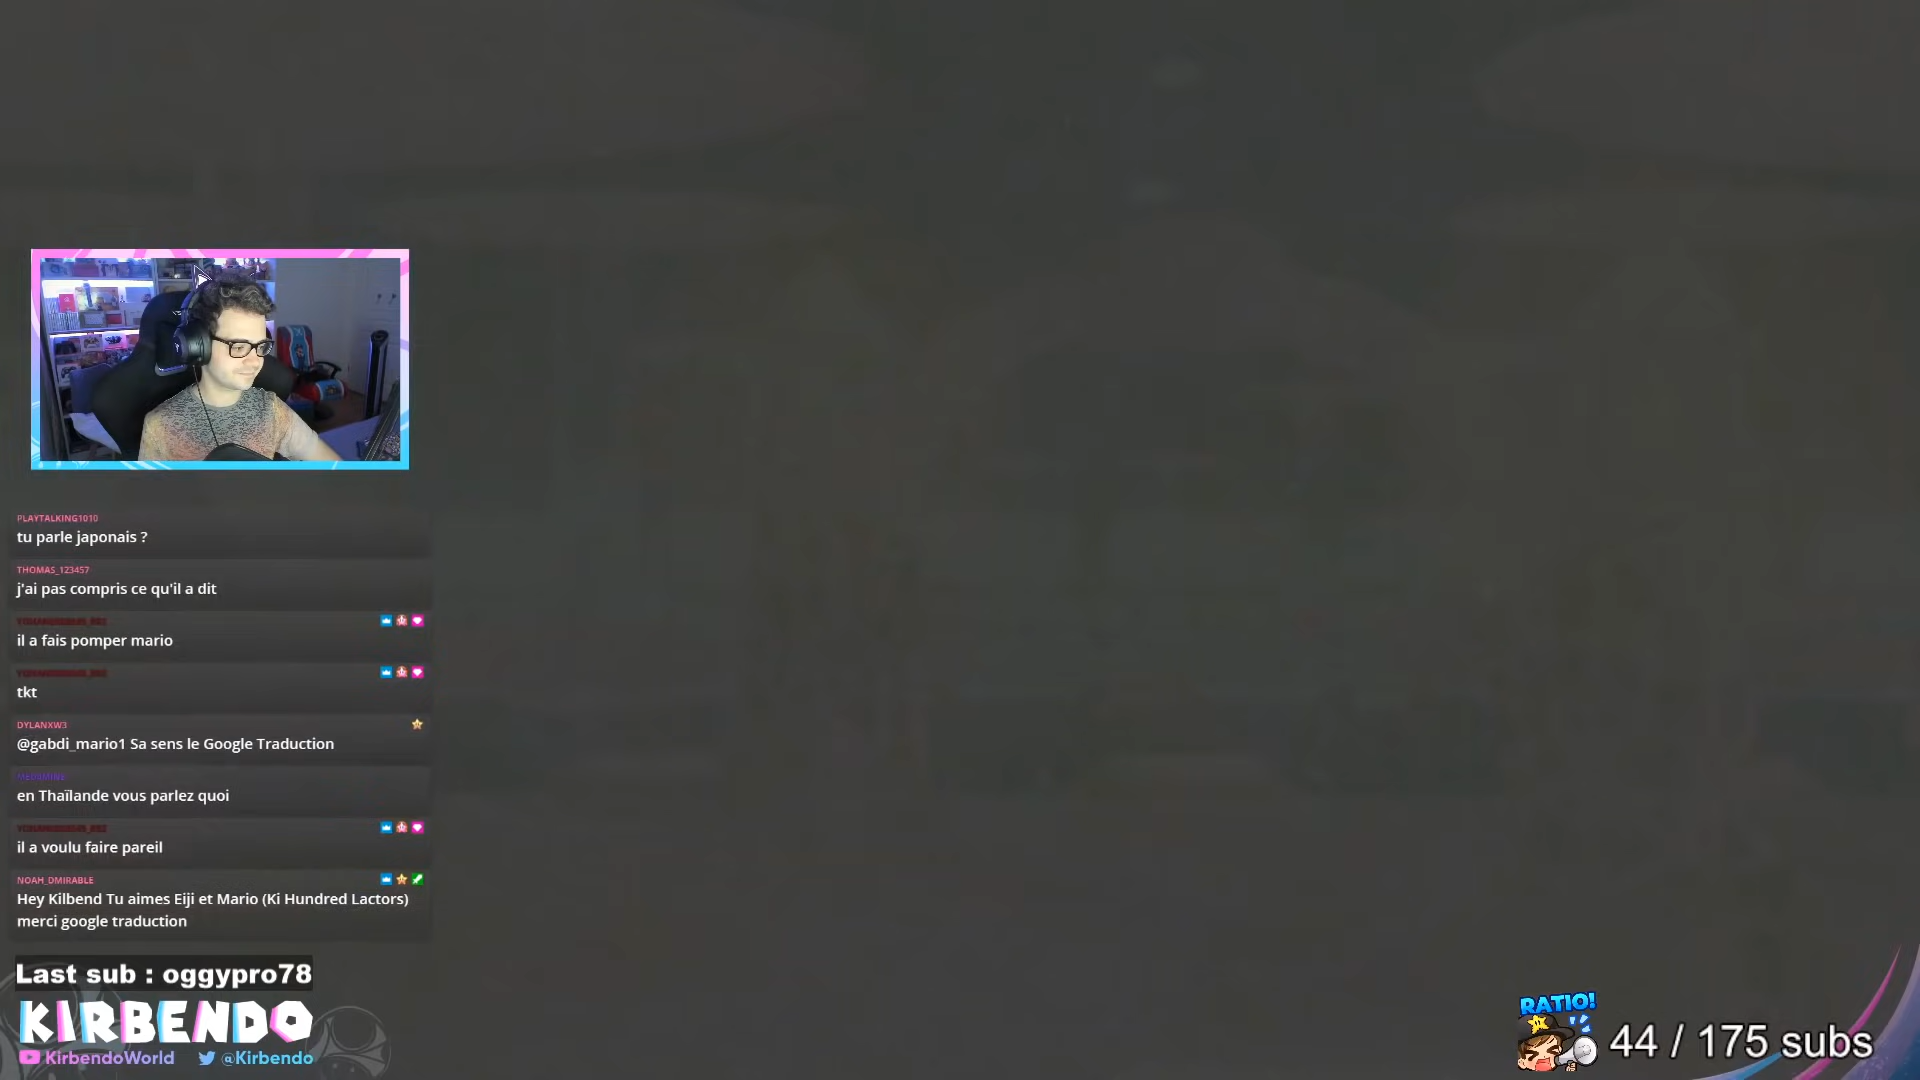 PLAYTALKING1010
tu parle japonais ?
THOMAS_123457
j'ai pas compris ce qu'il a dit
il a fais pomper mario
tkt
DYLANXW3
@gabdi_mario1 Sa sens le Google Traduction
en Thaïlande vous parlez quoi
il a voulu faire pareil
NOAH_DMIRABLE
Hey Kilbend Tu aimes Eiji et Mario (Ki Hundred Lactors)
merci google traduction
Last sub : oggypro78
KIRBENDO
KirbendoWorld @Kirbendo
RATIO!
44 / 175 subs